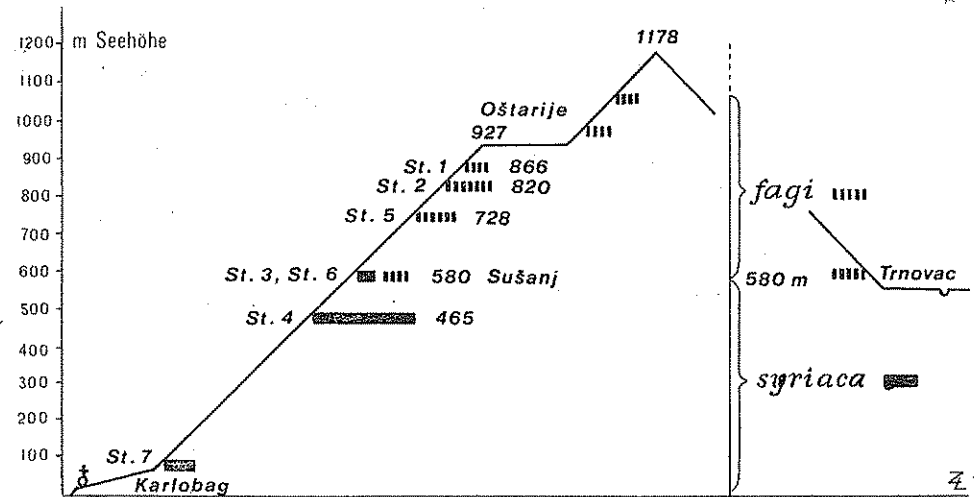 1200 m Seehöhe
1178
1100
1000
Oštarije
927
900
St. 1 866
St. 2 820
800
fagi
St. 5 728
700
600
St. 3, St. 6 580 Sušanj
580 m
Trnovac
500
St. 4 465
400
300
syriaca
200
100
St. 7
Karlobag